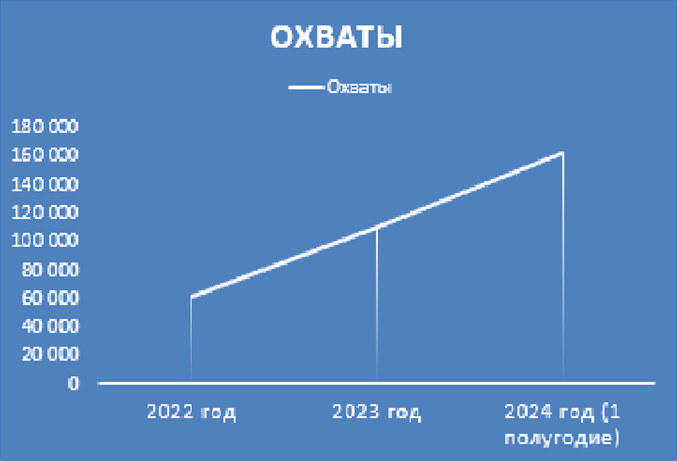 ОХВАТЫ
Охваты
180 000
160 000
140 000
120 000
100 000
80 000
60 000
40 000
20 000
0
2022 год
2023 год
2024 год (1
полугодие)